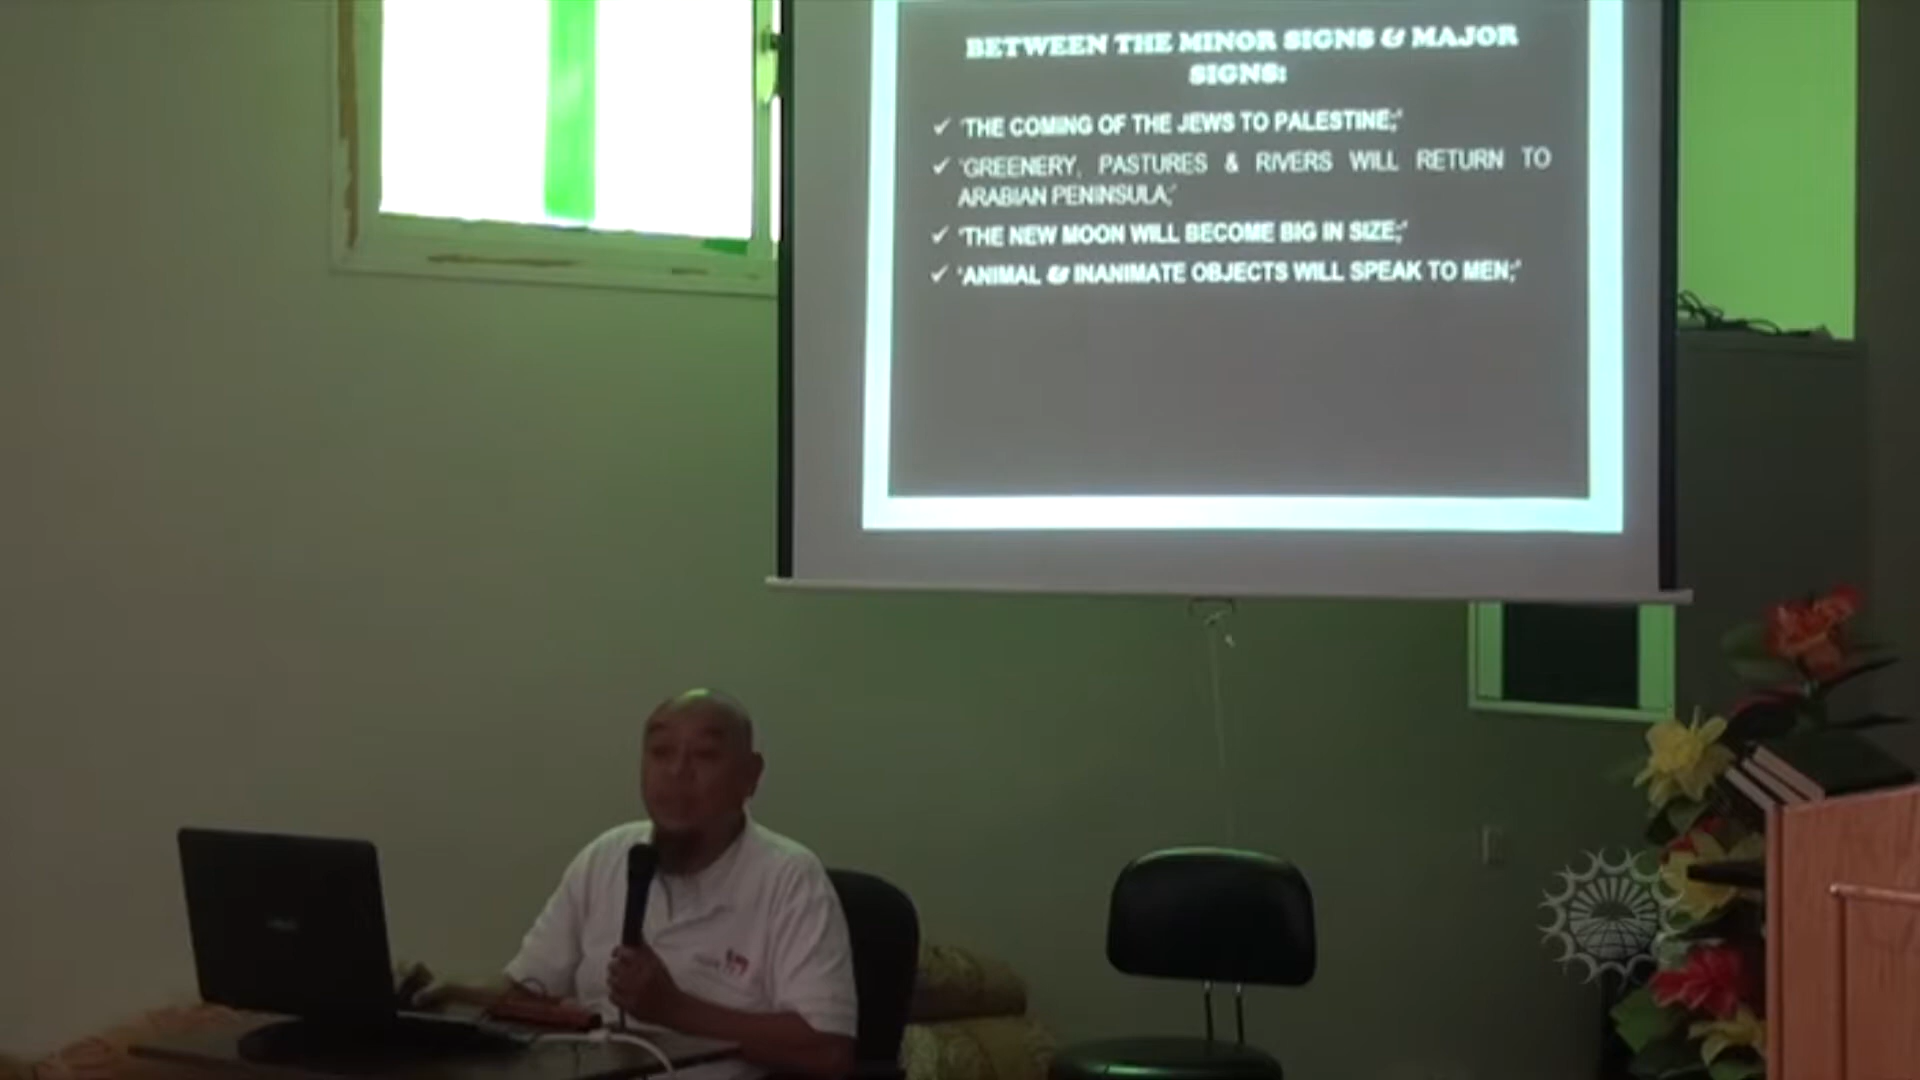 BETWEEN THE MINOR SIGNS & MAJOR
SIGNS:
✓ 'THE COMING OF THE JEWS TO PALESTINE;'
✓ 'GREENERY, PASTURES & RIVERS WILL RETURN TO
ARABIAN PENINSULA;'
✓ 'THE NEW MOON WILL BECOME BIG IN SIZE;'
✓ 'ANIMAL & INANIMATE OBJECTS WILL SPEAK TO MEN;'